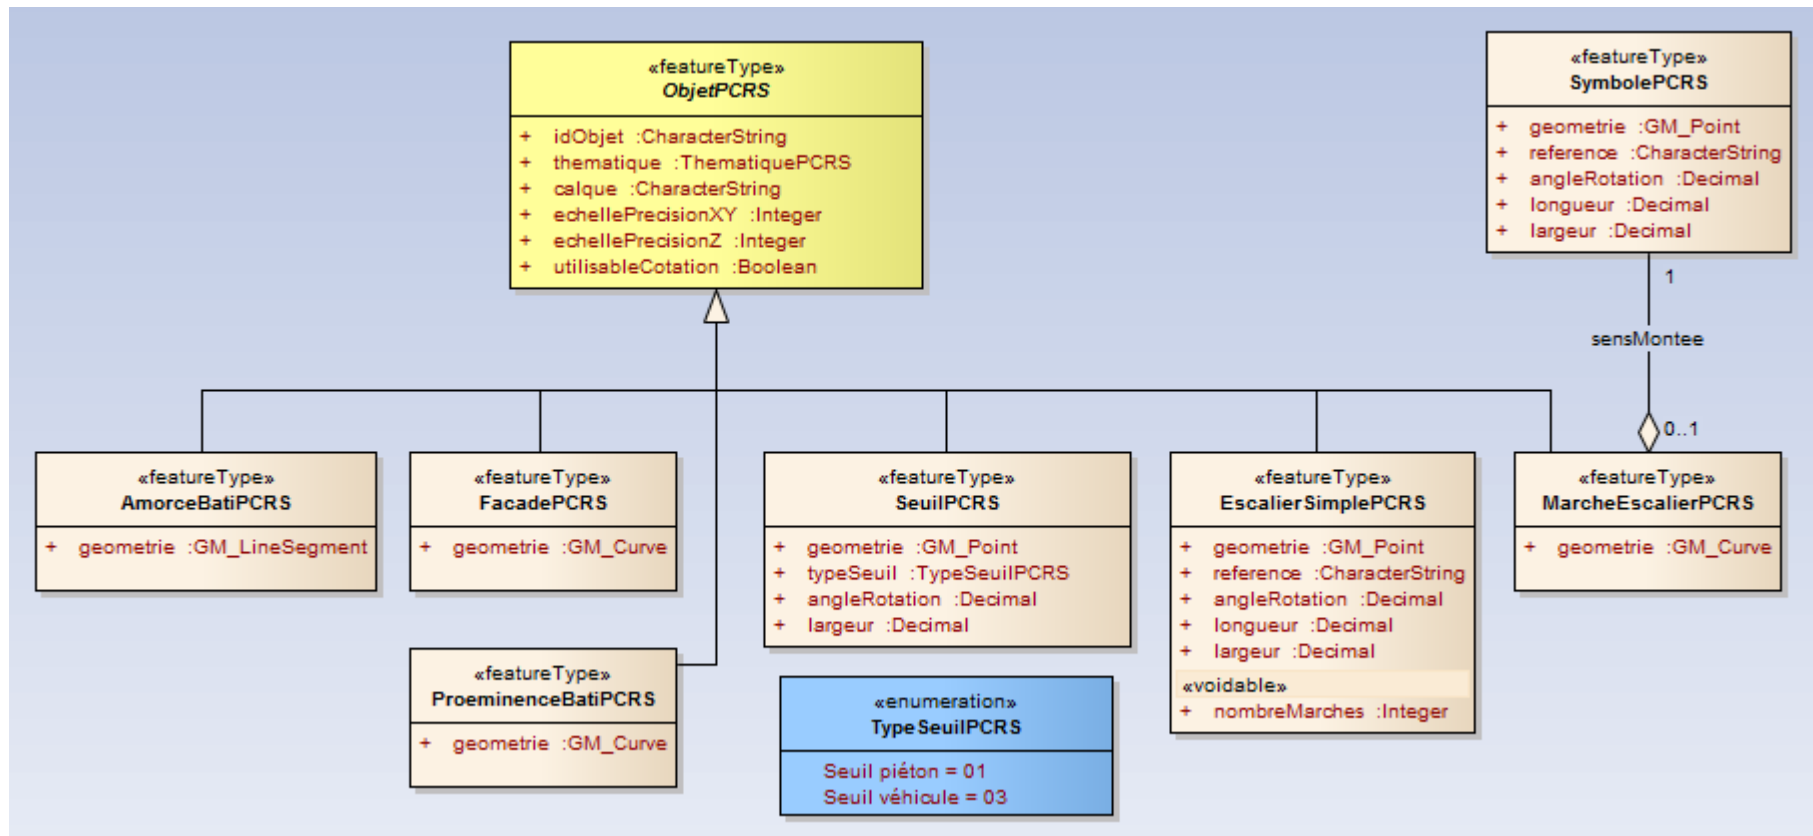 «featureType»
ObjetPCRS
+ idObjet :CharacterString
+ thematique :ThematiquePCRS
+ calque :CharacterString
+ echellePrecisionXY :Integer
+ echellePrecisionZ :Integer
+ utilisableCotation :Boolean
«featureType»
SymbolePCRS
+ geometrie :GM_Point
+ reference :CharacterString
+ angleRotation :Decimal
+ longueur :Decimal
+ largeur :Decimal
1
sensMontee
0..1
«featureType»
AmorceBatiPCRS
+ geometrie :GM_LineSegment
«featureType»
FacadePCRS
+ geometrie :GM_Curve
«featureType»
SeuilPCRS
+ geometrie :GM_Point
+ typeSeuil :TypeSeuilPCRS
+ angleRotation :Decimal
+ largeur :Decimal
«featureType»
EscalierSimplePCRS
+ geometrie :GM_Point
+ reference :CharacterString
+ angleRotation :Decimal
+ longueur :Decimal
+ largeur :Decimal
«voidable»
+ nombreMarches :Integer
«featureType»
MarcheEscalierPCRS
+ geometrie :GM_Curve
«featureType»
ProeminenceBatiPCRS
+ geometrie :GM_Curve
«enumeration»
TypeSeuilPCRS
Seuil piéton = 01
Seuil véhicule = 03